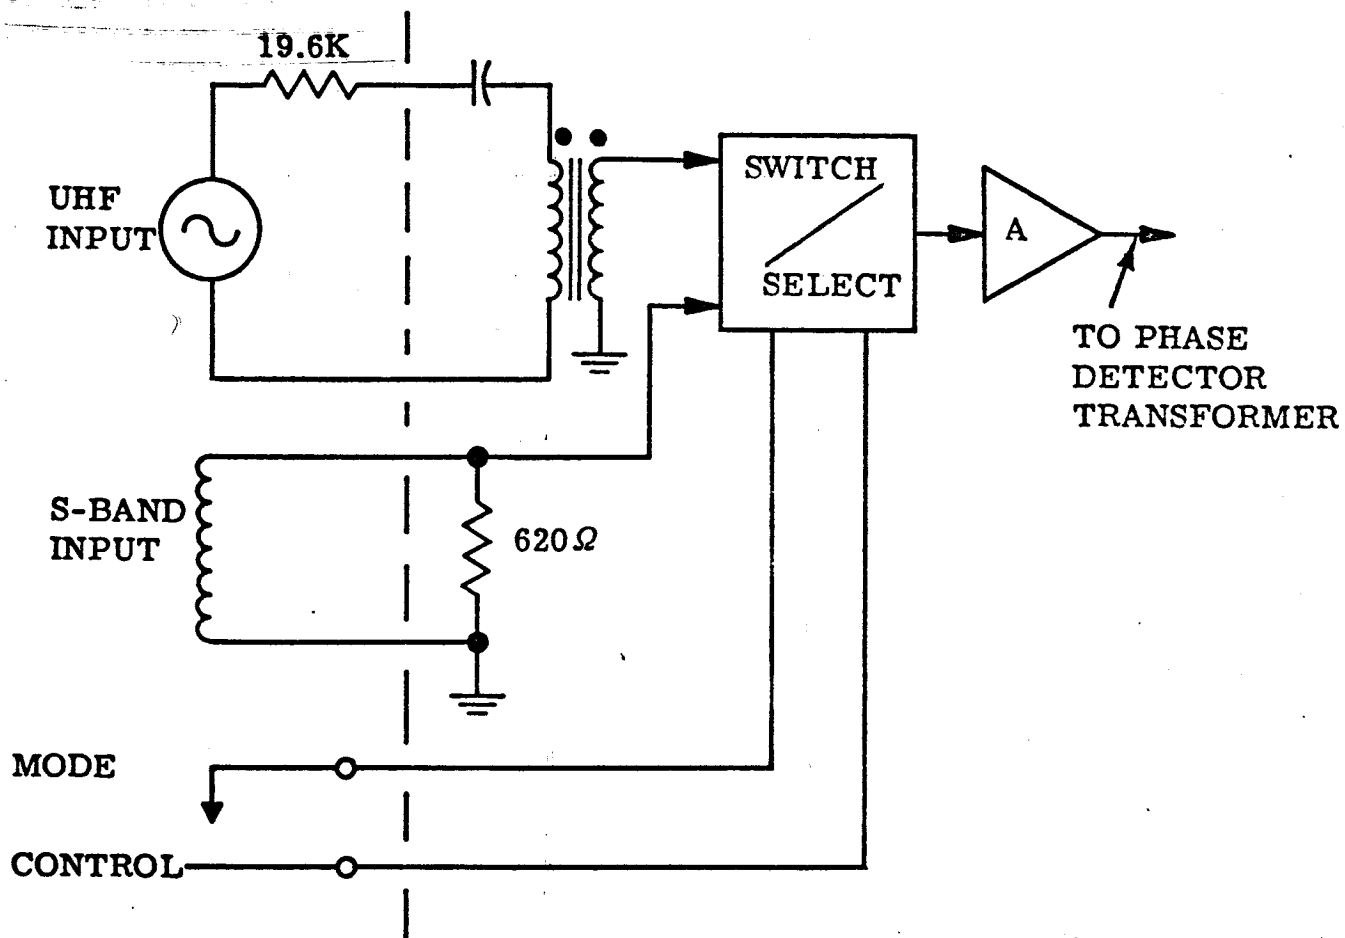 19.6K
UHF
INPUT
SWITCH
SELECT
A
TO PHASE
DETECTOR
TRANSFORMER
S-BAND
INPUT
620Ω
MODE
CONTROL